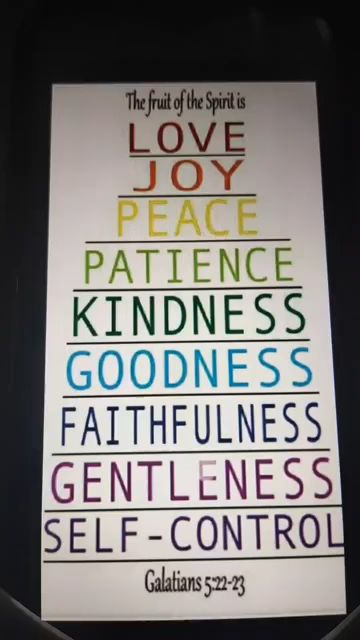 The fruit of the Spirit is
LOVE
JOY
PEACE
PATIENCE
KINDNESS
GOODNESS
FAITHFULNESS
GENTLENESS
SELF-CONTROL
Galatians 5:22-23